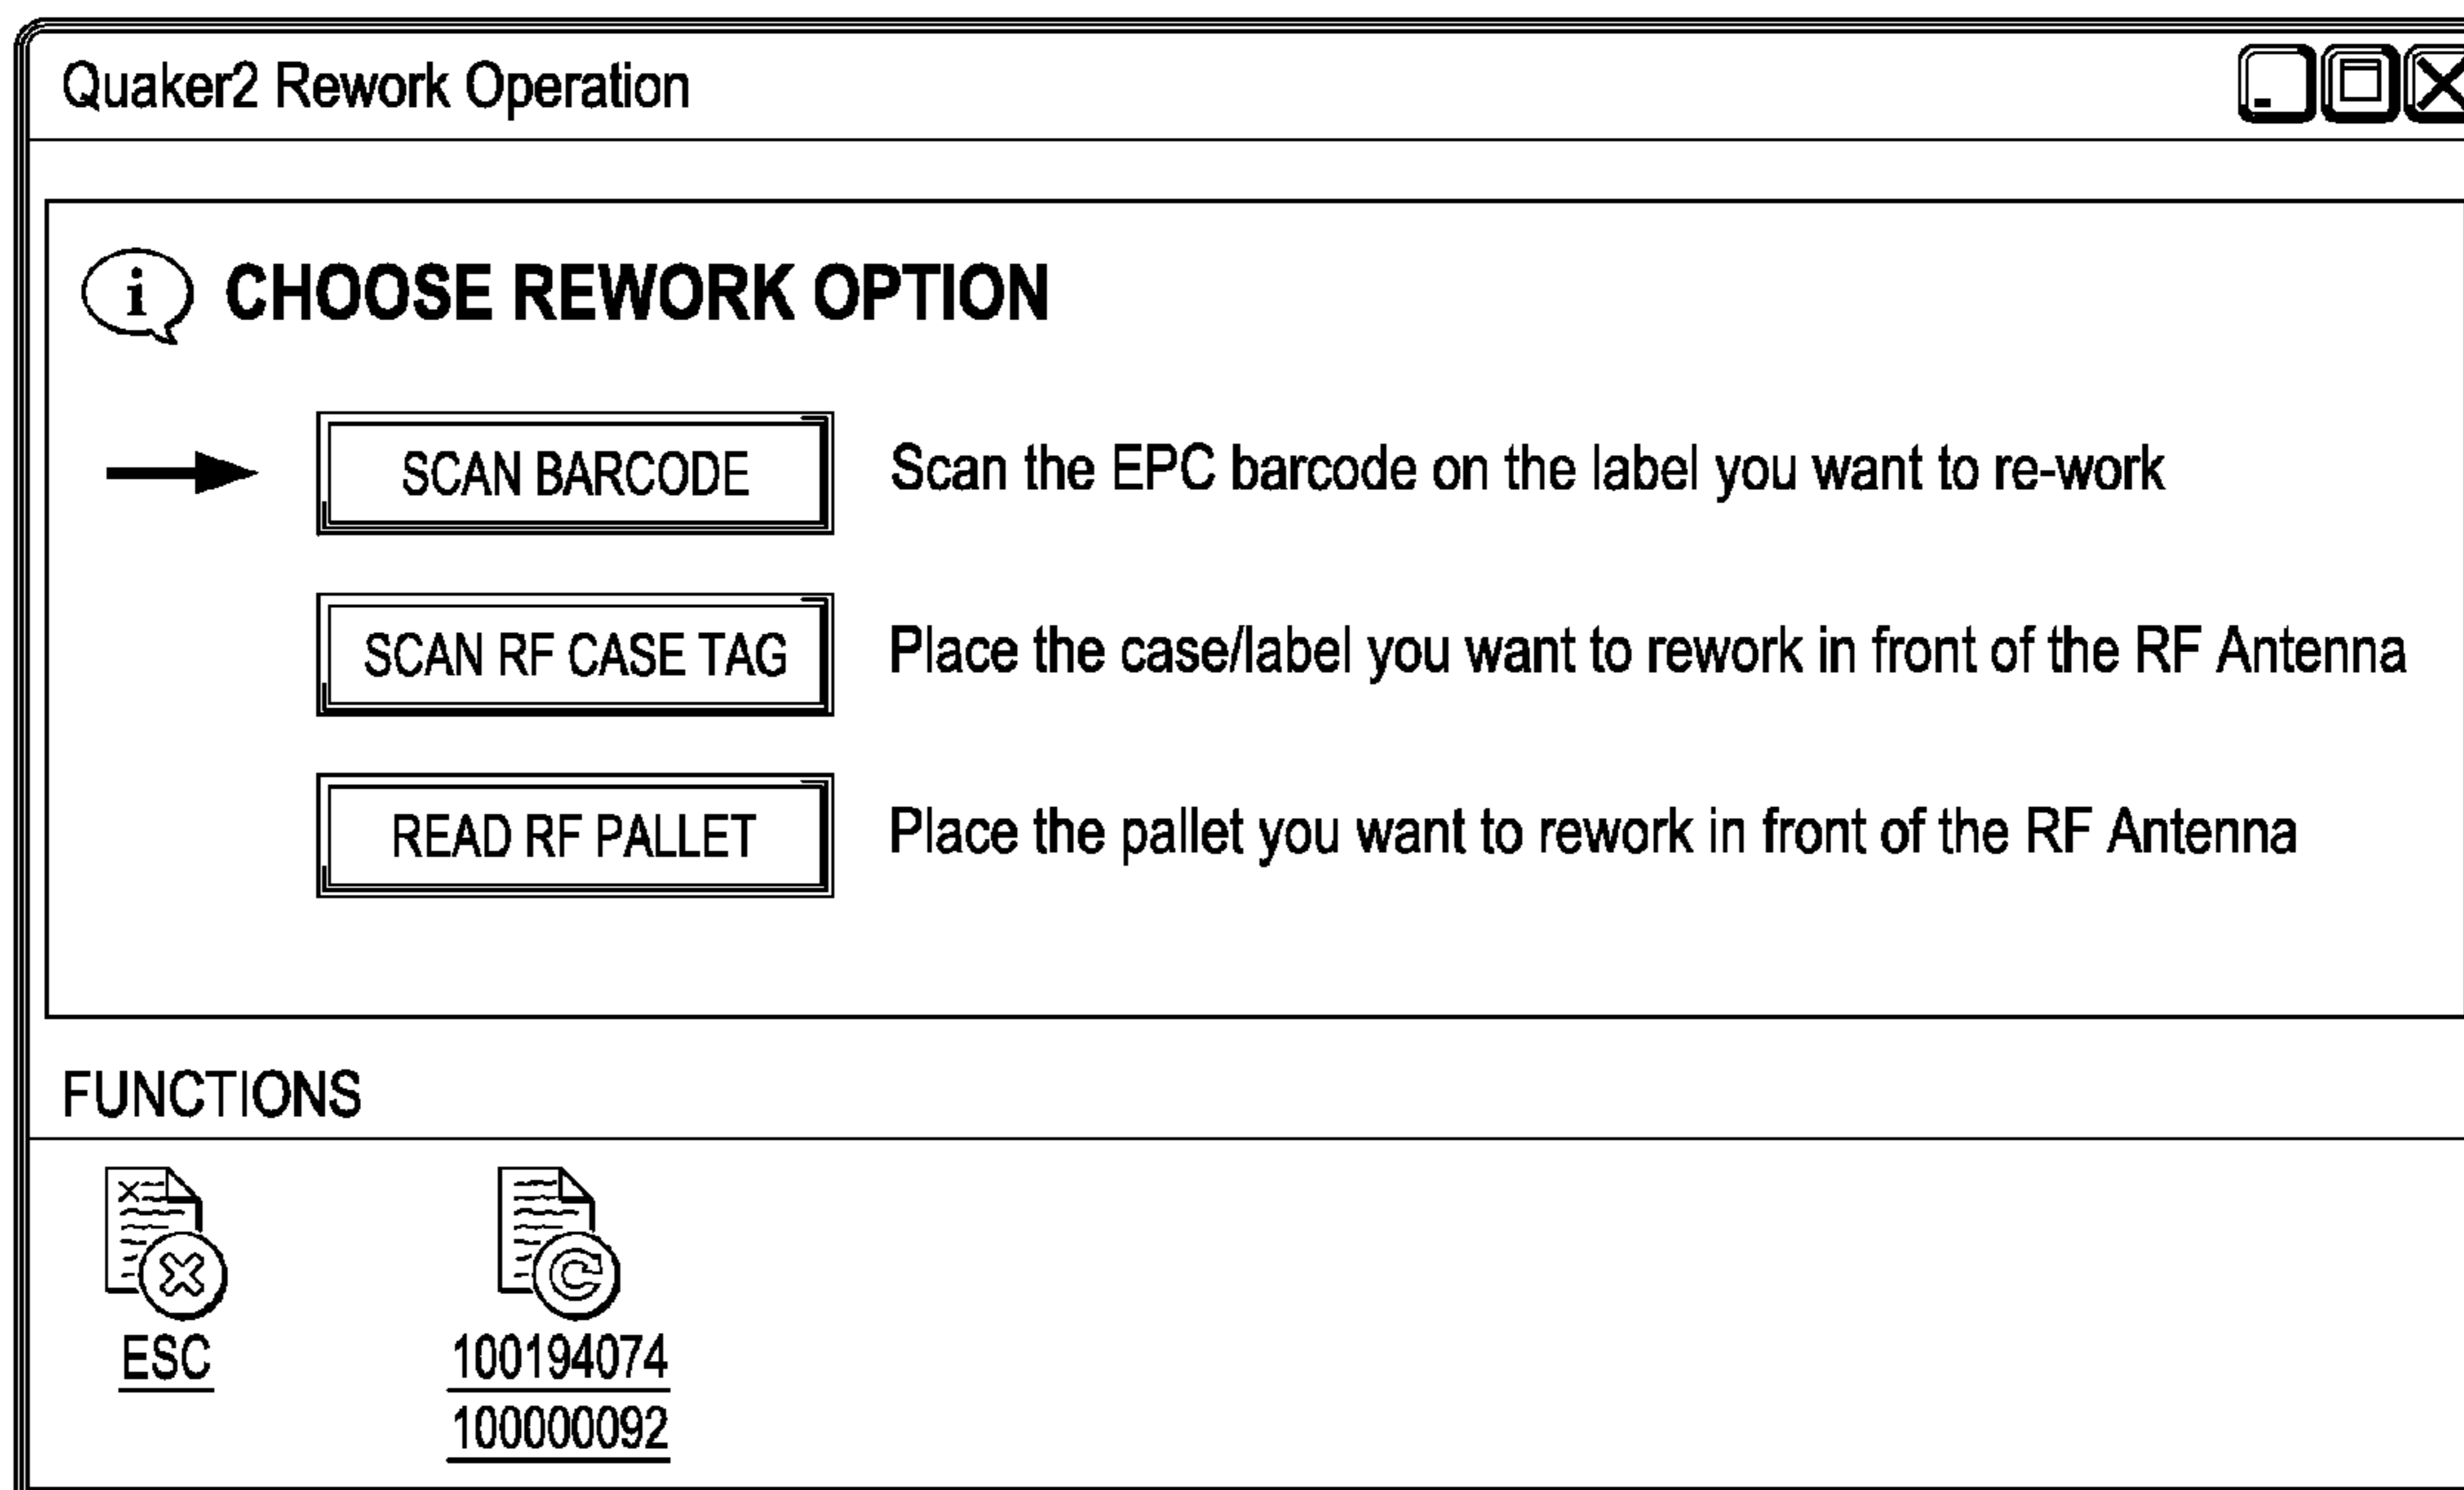 Quaker2 Rework Operation
i CHOOSE REWORK OPTION
SCAN BARCODE Scan the EPC barcode on the label you want to re-work
SCAN RF CASE TAG Place the case/label you want to rework in front of the RF Antenna
READ RF PALLET Place the pallet you want to rework in front of the RF Antenna
FUNCTIONS
ESC 100194074
100000092